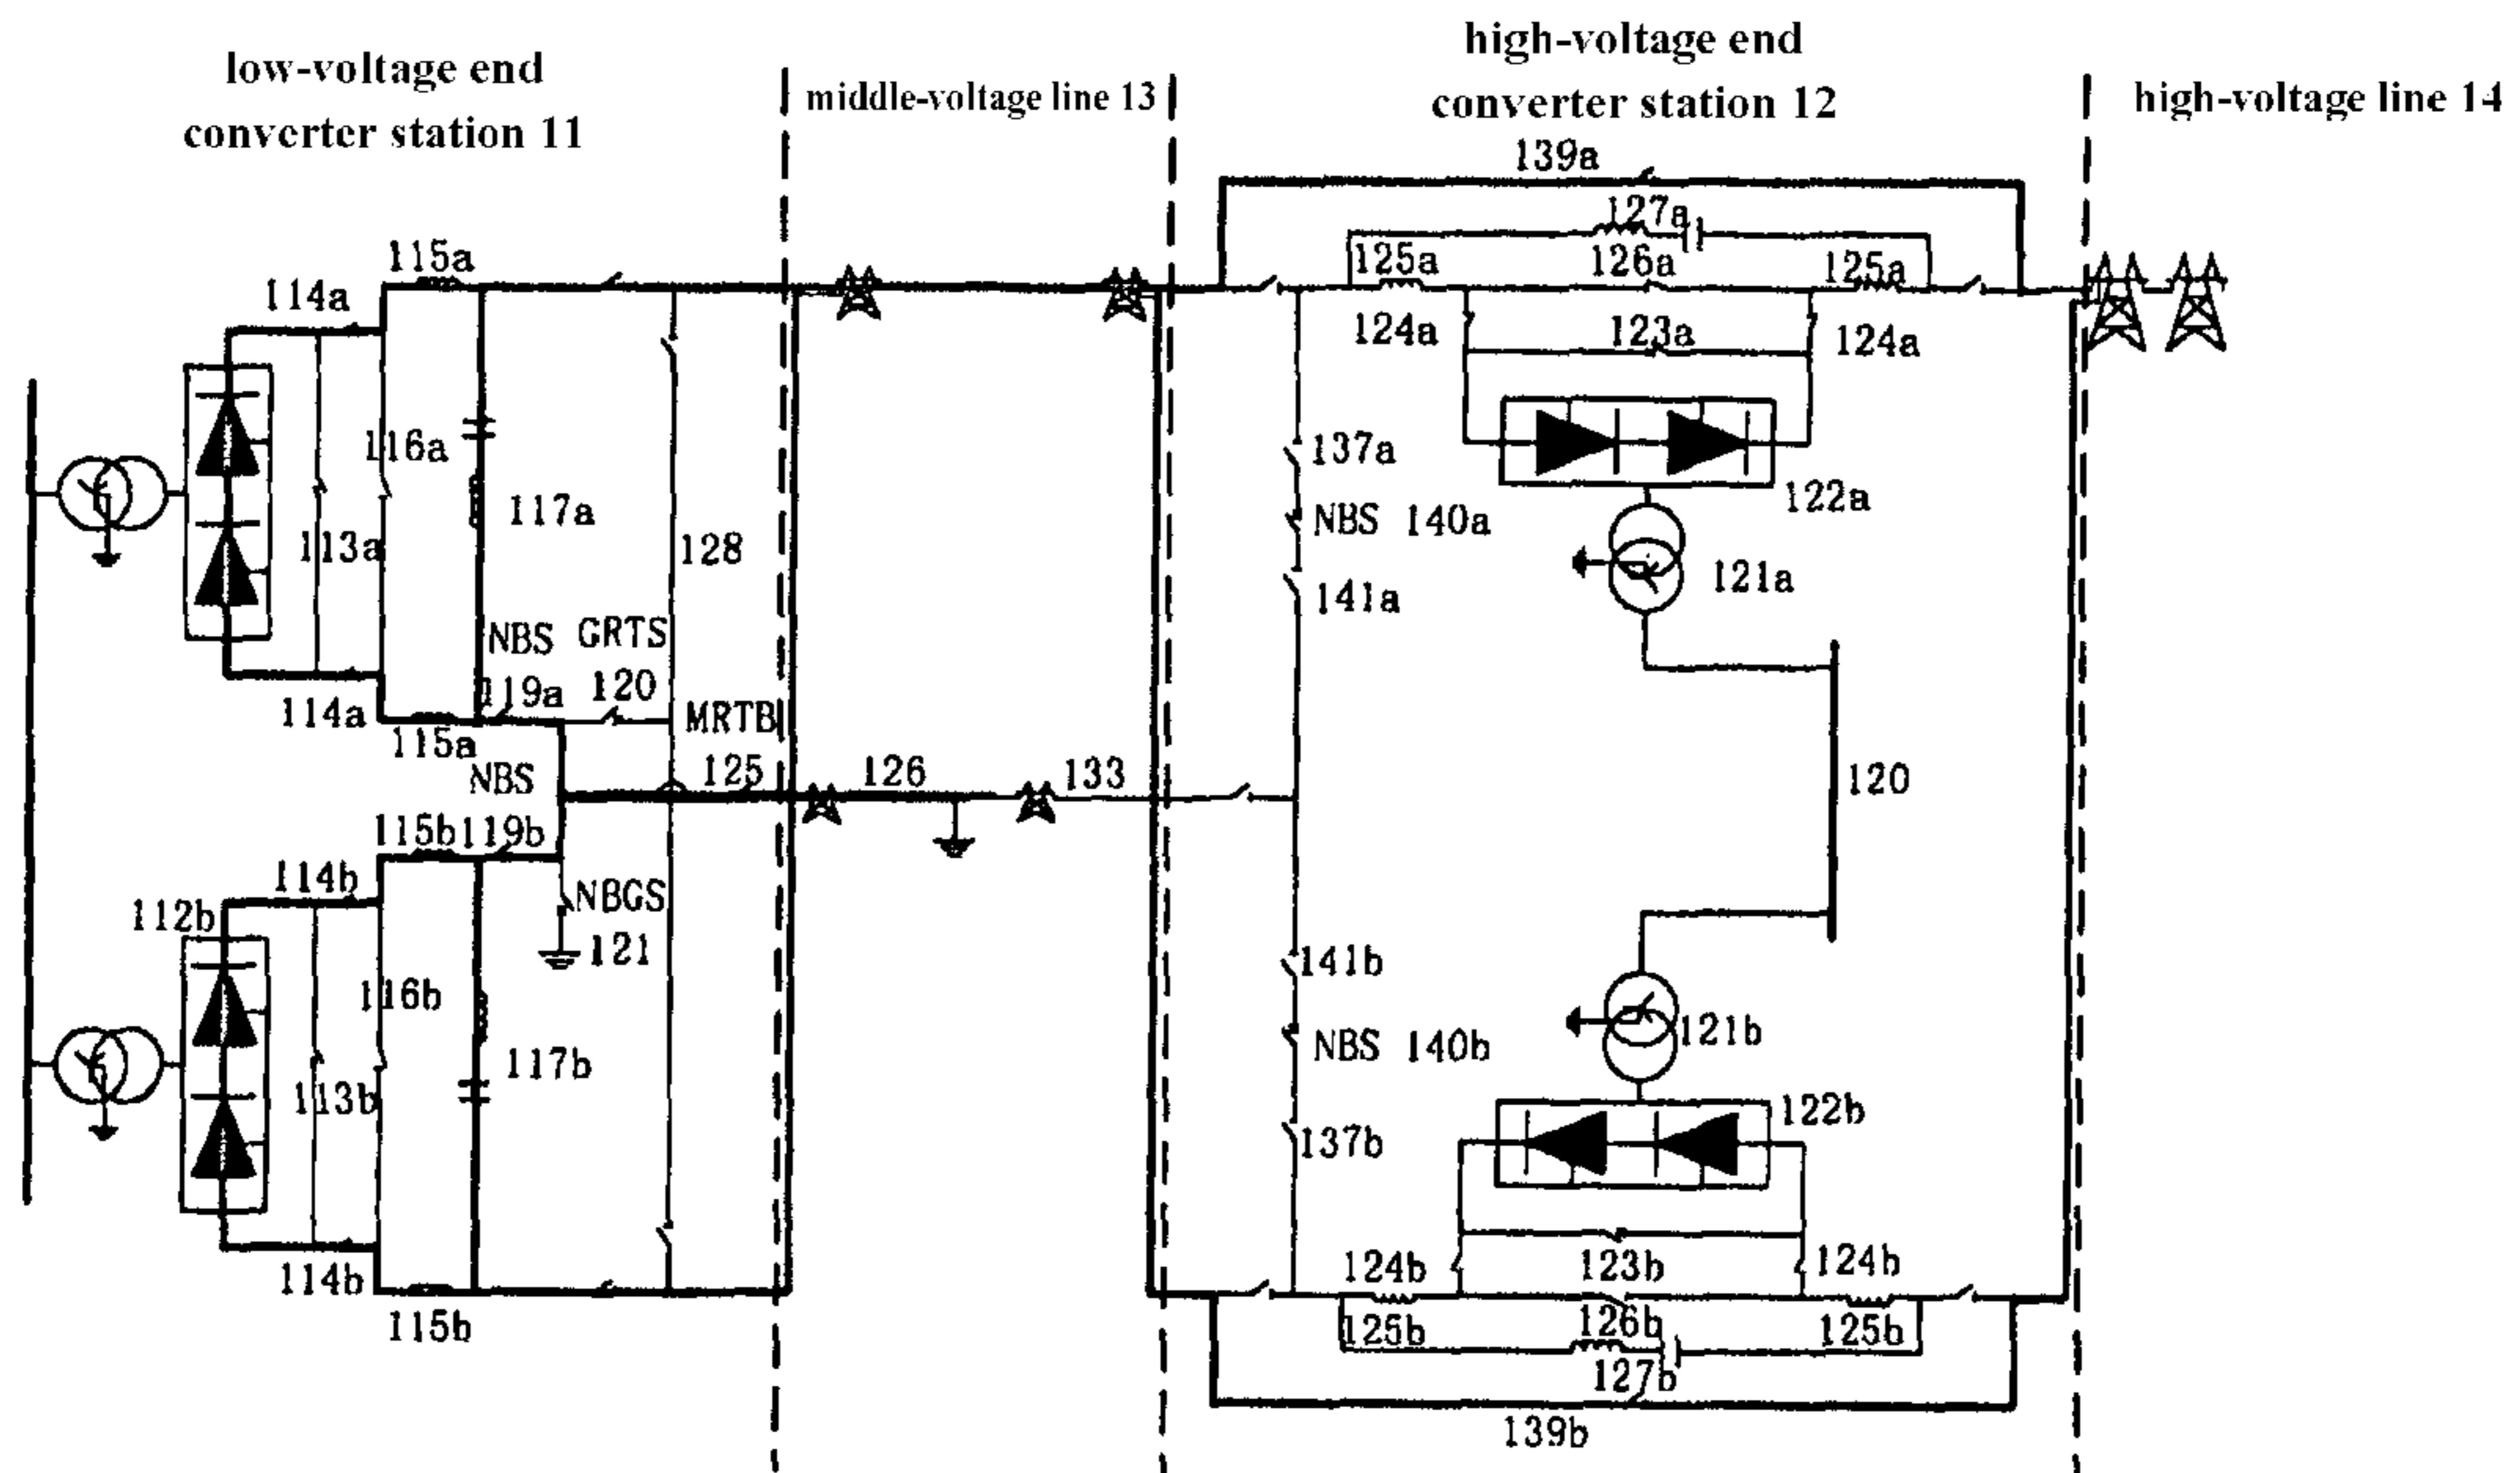 low-voltage end
converter station 11
middle-voltage line 13
high-voltage end
converter station 12
high-voltage line 14
139a
127a
115a
125a
126a
125a
114a
124a
123a
124a
116a
137a
122a
117a
NBS 140a
113a
128
121a
141a
NBS GRTS
119a
120
114a
MRTB
115a
NBS
125
126
133
120
115b
119b
114b
112b
NBGS
121
141b
116b
121b
NBS 140b
117b
113b
122b
137b
114b
124b
123b
124b
115b
125b
126b
125b
127b
139b